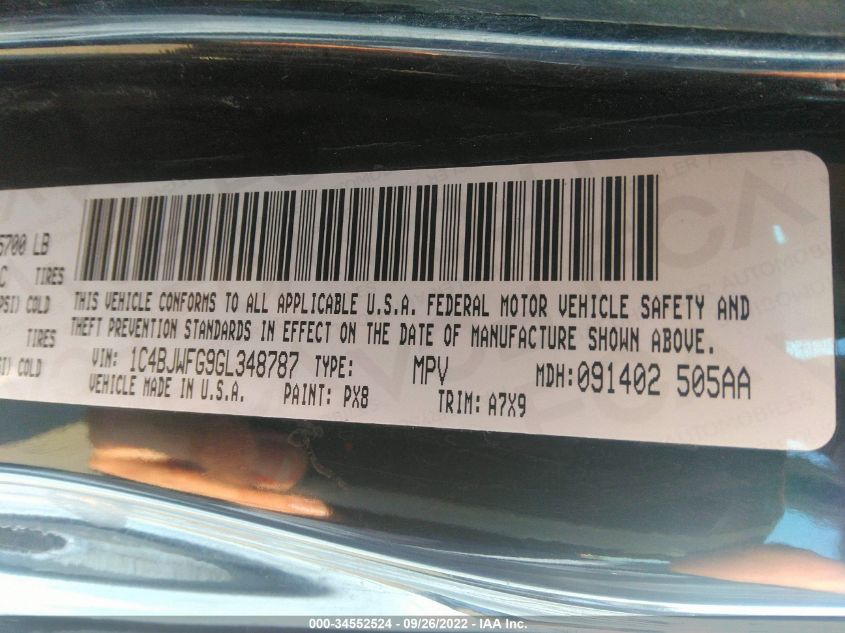 5700 LB
C TIRES
PSI) COLD
TIRES
I) COLD
THIS VEHICLE CONFORMS TO ALL APPLICABLE U.S.A. FEDERAL MOTOR VEHICLE SAFETY AND
THEFT PREVENTION STANDARDS IN EFFECT ON THE DATE OF MANUFACTURE SHOWN ABOVE.
VIN: 1C4BJWFG9GL348787 TYPE: MPV MDH:091402 505AA
VEHICLE MADE IN U.S.A. PAINT: PX8 TRIM: A7X9
000-34552524 - 09/26/2022 - IAA Inc.